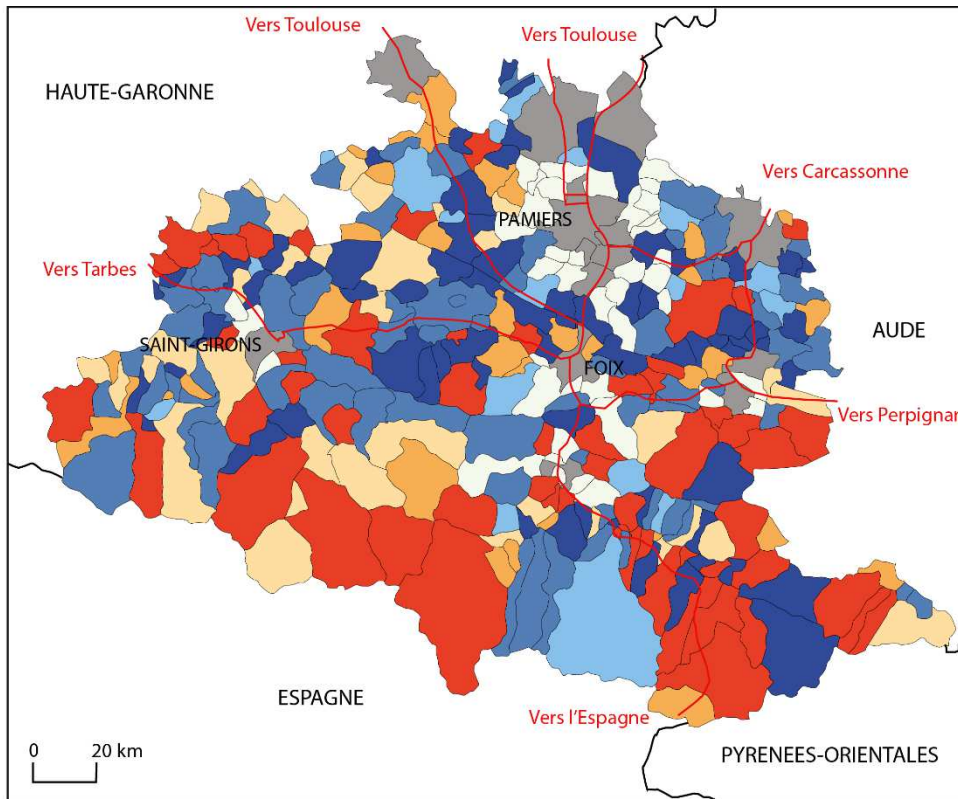 Vers Toulouse
Vers Toulouse
HAUTE-GARONNE
Vers Carcassonne
PAMIERS
Vers Tarbes
AUDE
SAINT-GIRONS
FOIX
Vers Perpignan
ESPAGNE
Vers l'Espagne
0 20 km
PYRENEES-ORIENTALES